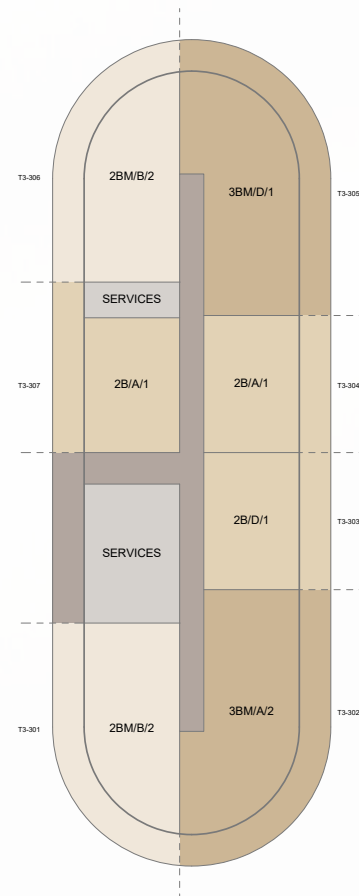 T3-306
2BM/B/2
3BM/D/1
T3-305
SERVICES
T3-307
2B/A/1
2B/A/1
T3-304
2B/D/1
T3-303
SERVICES
T3-301
2BM/B/2
3BM/A/2
T3-302